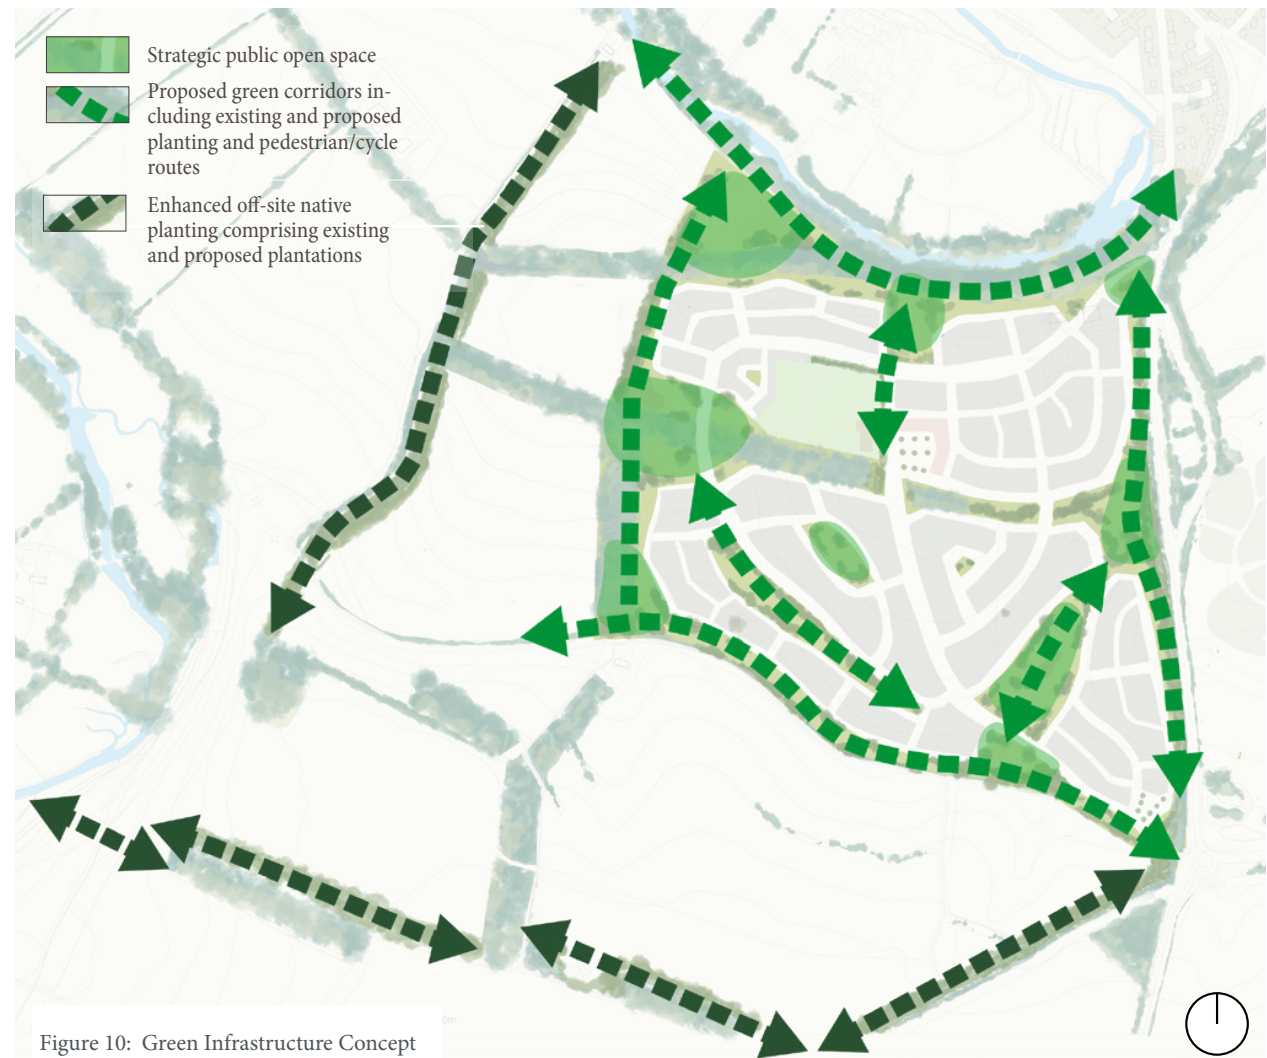 Strategic public open space
Proposed green corridors in-
cluding existing and proposed
planting and pedestrian/cycle
routes
Enhanced off-site native
planting comprising existing
and proposed plantations
Figure 10: Green Infrastructure Concept